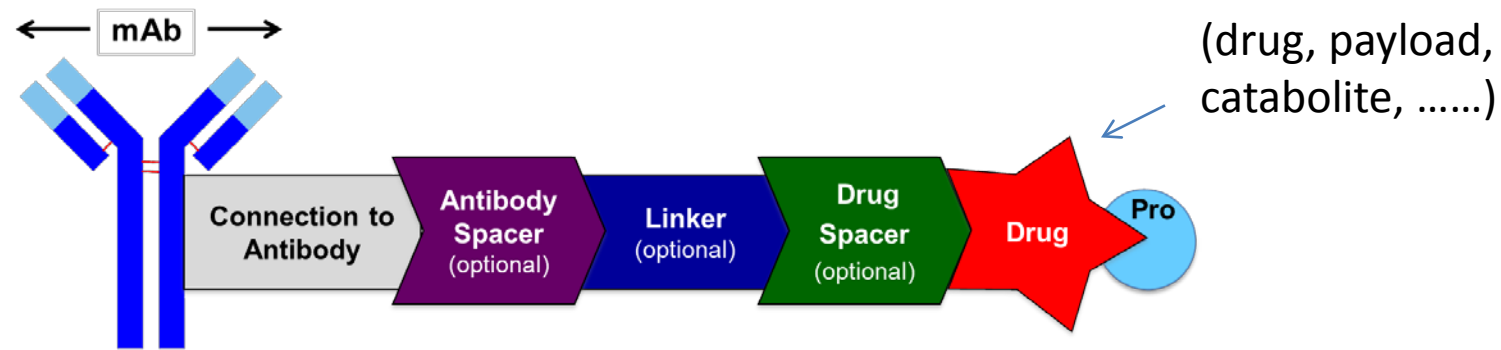 mAb
(drug, payload,
catabolite, ......)
Connection to
Antibody
Antibody
Spacer
(optional)
Linker
(optional)
Drug
Spacer
(optional)
Drug
Pro